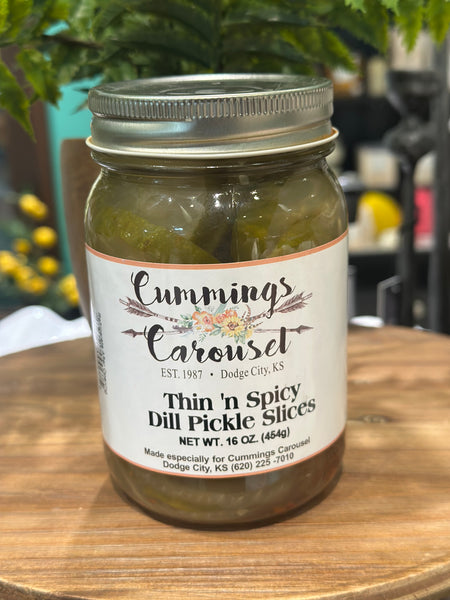 Cummings
Carousel
EST. 1987 • Dodge City, KS
Thin 'n Spicy
Dill Pickle Slices
NET WT. 16 OZ. (454g)
Made especially for Cummings Carousel
Dodge City, KS (620) 225 -7010